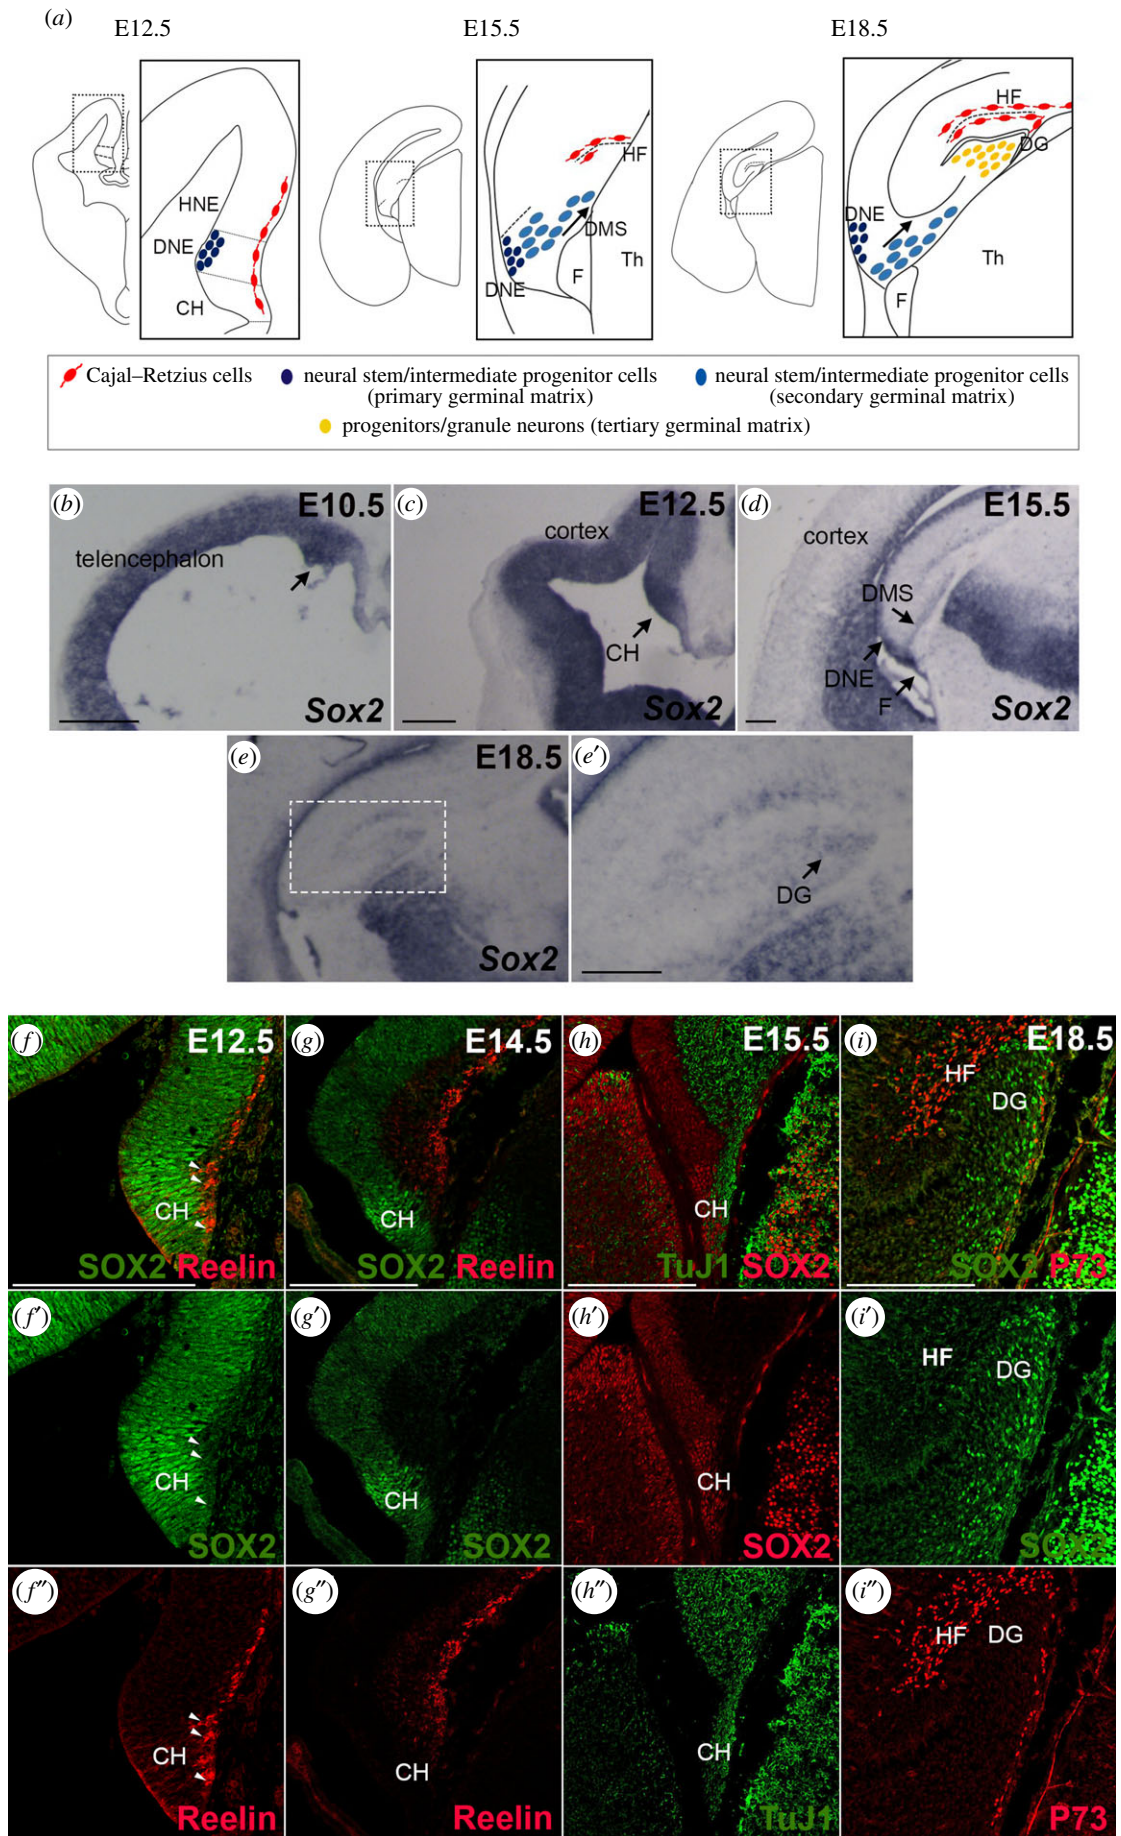 (a)
E12.5
E15.5
E18.5
HNE
DNE
CH
HF
DMS
Th
F
DNE
HF
DG
DNE
Th
F
Cajal–Retzius cells
neural stem/intermediate progenitor cells
(primary germinal matrix)
neural stem/intermediate progenitor cells
(secondary germinal matrix)
progenitors/granule neurons (tertiary germinal matrix)
(b)
E10.5
telencephalon
Sox2
(c)
E12.5
cortex
CH
Sox2
(d)
E15.5
cortex
DMS
DNE
F
Sox2
(e)
E18.5
Sox2
(e′)
DG
(f)
E12.5
CH
SOX2 Reelin
(g)
E14.5
CH
SOX2 Reelin
(h)
E15.5
CH
TuJ1 SOX2
(i)
E18.5
HF
DG
SOX2 P73
(f′)
CH
SOX2
(g′)
CH
SOX2
(h′)
CH
SOX2
(i′)
HF
DG
SOX2
(f″)
CH
Reelin
(g″)
CH
Reelin
(h″)
CH
TuJ1
(i″)
HF DG
P73